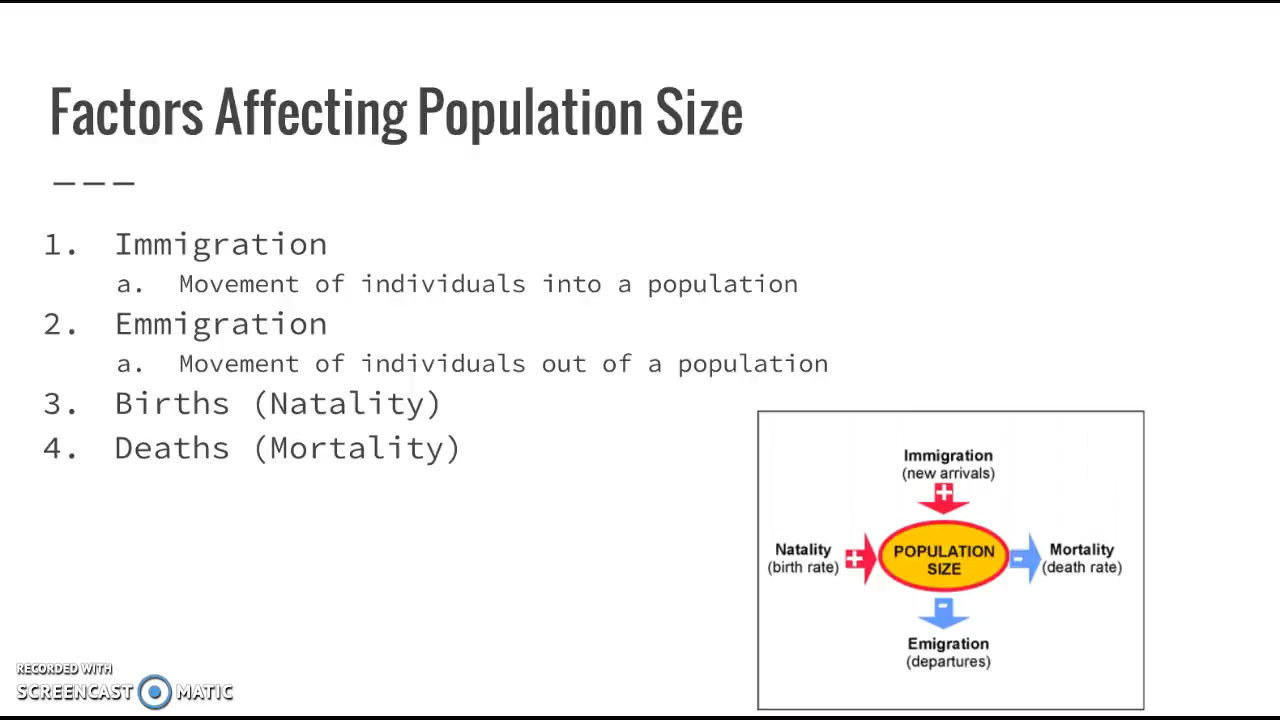 Factors Affecting Population Size
1. Immigration
a. Movement of individuals into a population
2. Emmigration
a. Movement of individuals out of a population
3. Births (Natality)
4. Deaths (Mortality)
Immigration
(new arrivals)
+
Natality
(birth rate)
+
POPULATION
SIZE
-
Mortality
(death rate)
-
Emigration
(departures)
RECORDED WITH
SCREENCAST MATIC